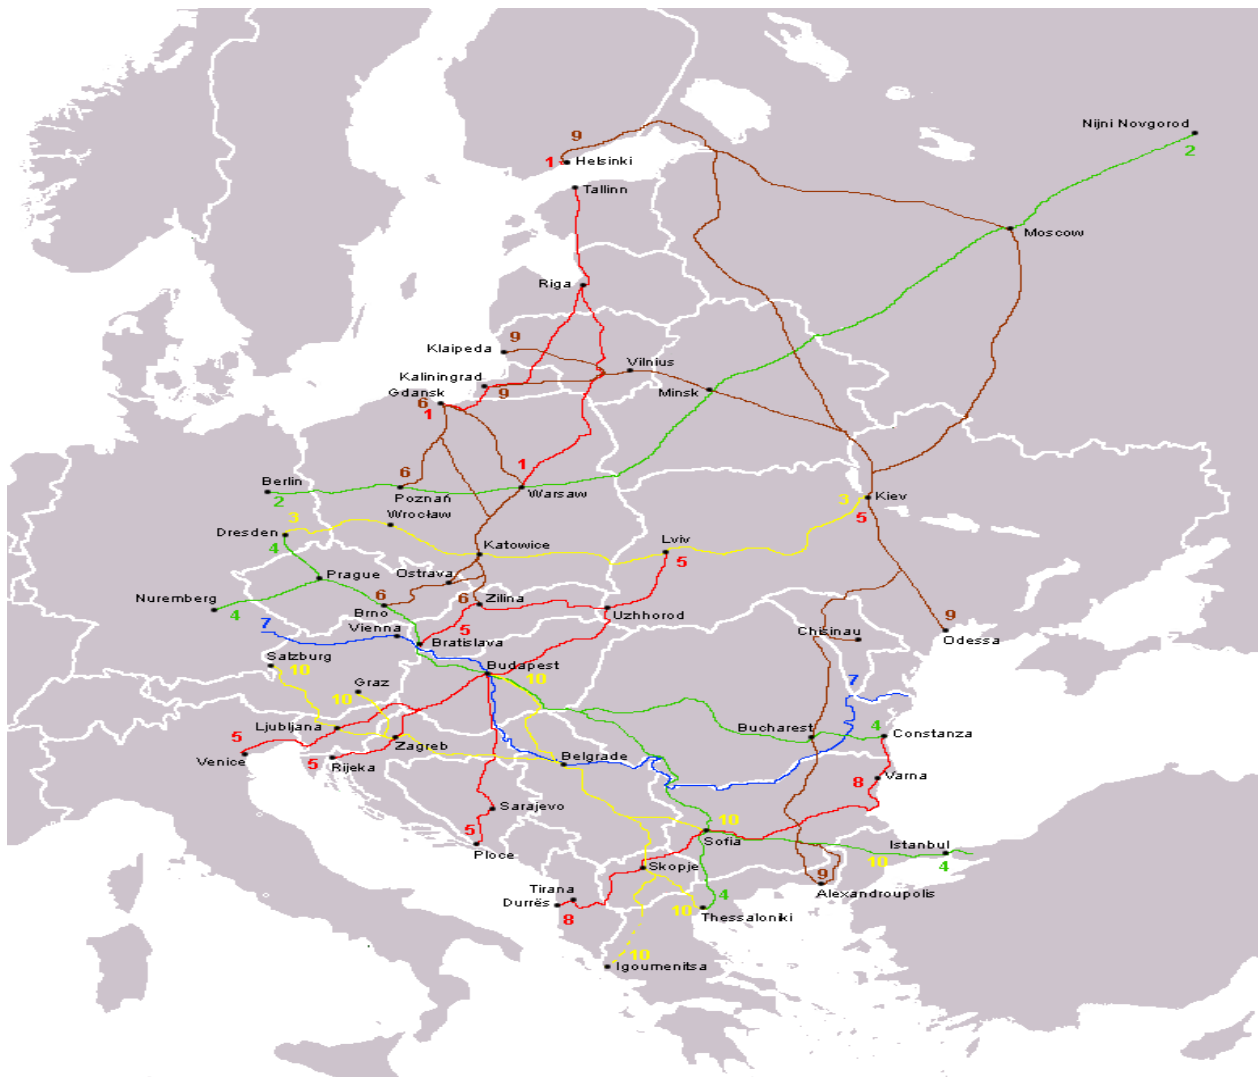 Nijni Novgorod
2
9
1
Helsinki
Tallinn
Moscow
Riga
9
Klaipeda
Vilnius
Kaliningrad
Minsk
Gdansk
9
6
1
6
1
Berlin
2
Poznań
Warsaw
3
Kiev
5
3
Wrocław
Dresden
4
Katowice
Lviv
5
Prague
Ostrava
Nuremberg
4
6
Brno
6
Zilina
Uzhhorod
9
Odessa
7
Vienna
5
Bratislava
Chisinau
Salzburg
10
Budapest
10
Graz
10
7
Ljubljana
Bucharest
4
Constanza
5
Venice
Zagreb
5
Rijeka
Belgrade
8
Varna
Sarajevo
5
Ploce
10
Sofia
Istanbul
10
4
Skopje
9
Alexandroupolis
Tirana
Durrës
8
4
10
Thessaloniki
10
Igoumenitsa